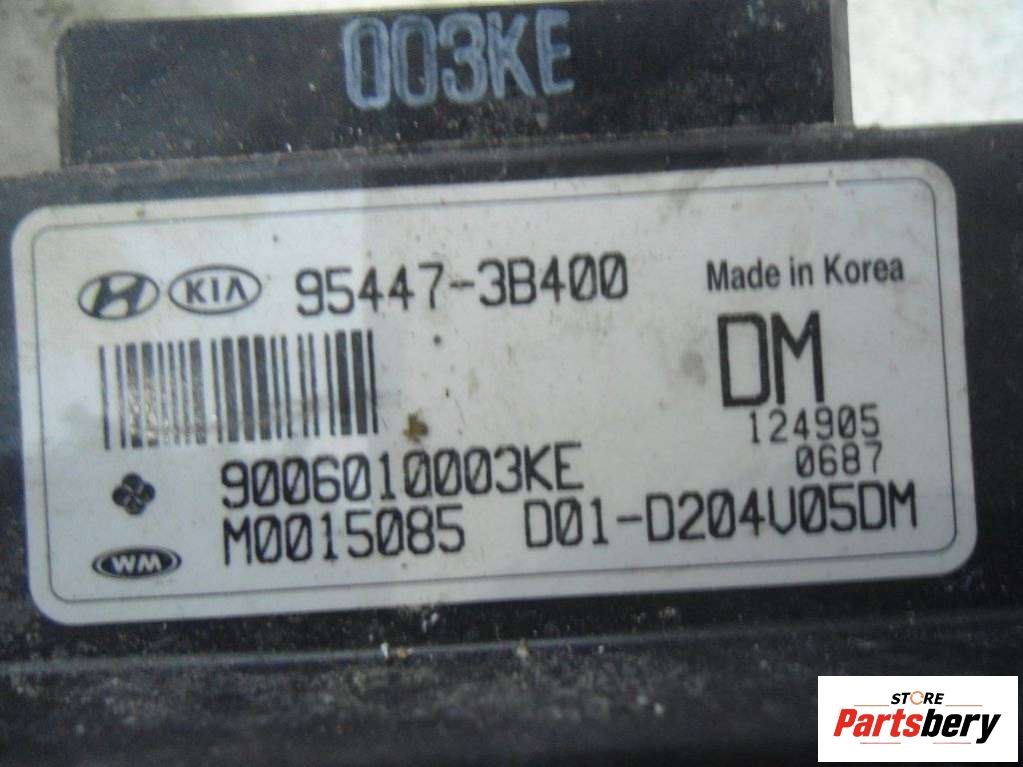 003KE
KIA 95447-3B400 Made in Korea
DM
124905
0687
9006010003KE
M0015085 D01-D204V05DM
WM
STORE
Partsbery